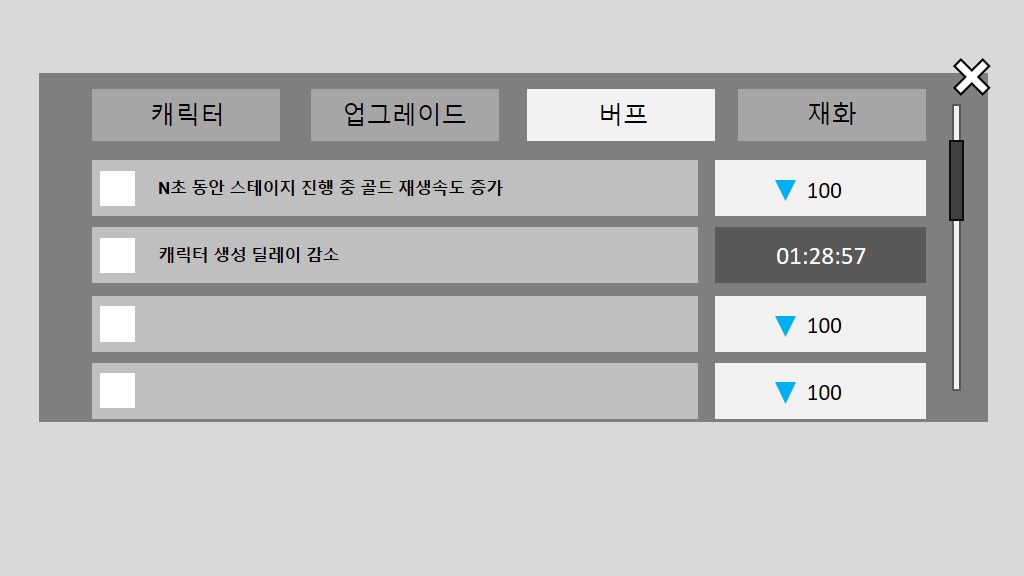 캐릭터 업그레이드 버프 재화
N초 동안 스테이지 진행 중 골드 재생속도 증가 100
캐릭터 생성 딜레이 감소 01:28:57
100
100